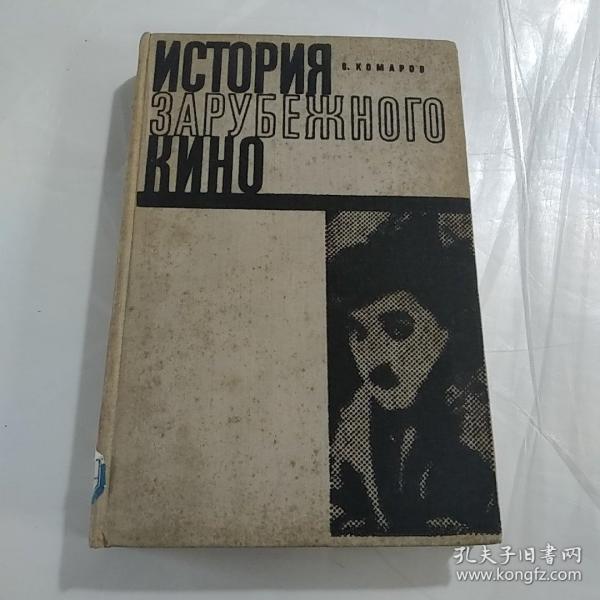 ИСТОРИЯ
С. КОМАРОВ
ЗАРУБЕЖНОГО
КИНО
孔夫子旧书网
www.kongfz.com